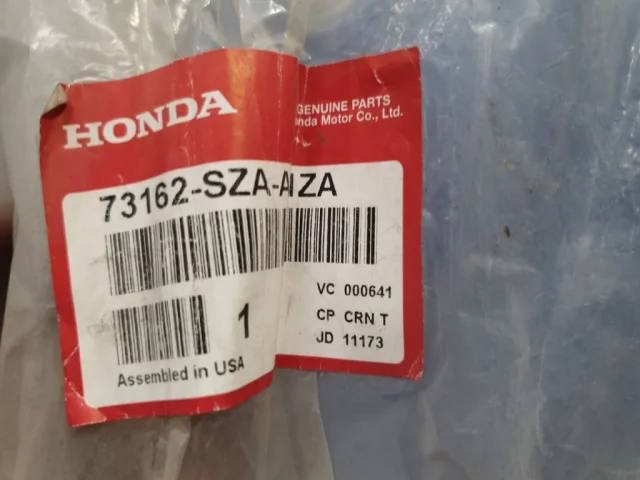 HONDA
GENUINE PARTS
nda Motor Co., Ltd.
73162-SZA-A
ZA
1
VC 000641
CP CRN T
JD 11173
Assembled in USA